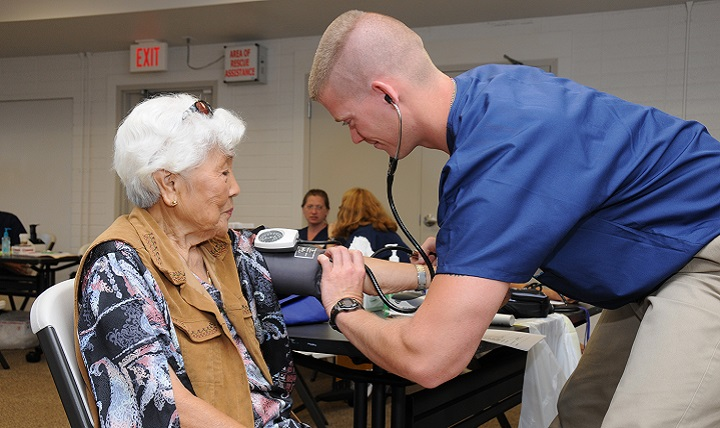 EXIT
AREA OF
RESCUE
ASSISTANCE